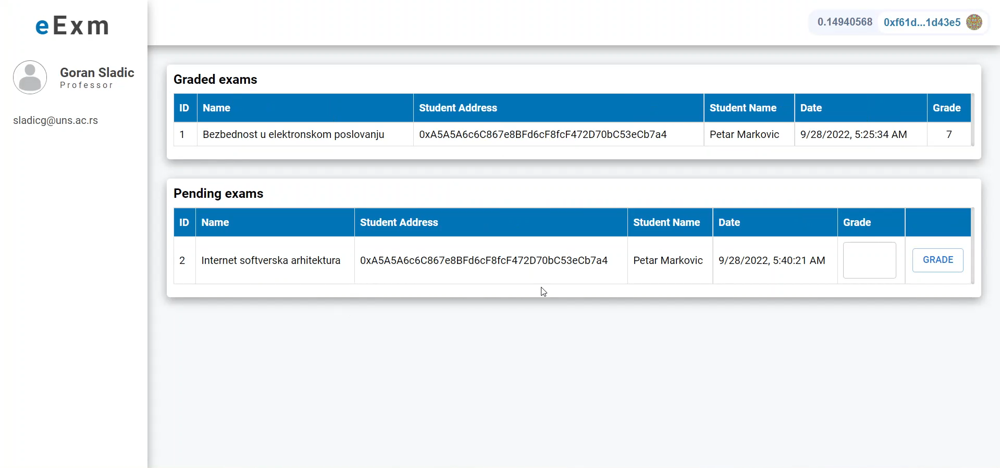 eExm
0.14940568 0xf61d...1d43e5
Goran Sladic
Professor
sladicg@uns.ac.rs
Graded exams
ID Name Student Address Student Name Date Grade
1 Bezbednost u elektronskom poslovanju 0xA5A5A6c6C867e8BFd6cF8fcF472D70bC53eCb7a4 Petar Markovic 9/28/2022, 5:25:34 AM 7
Pending exams
ID Name Student Address Student Name Date Grade
2 Internet softverska arhitektura 0xA5A5A6c6C867e8BFd6cF8fcF472D70bC53eCb7a4 Petar Markovic 9/28/2022, 5:40:21 AM GRADE